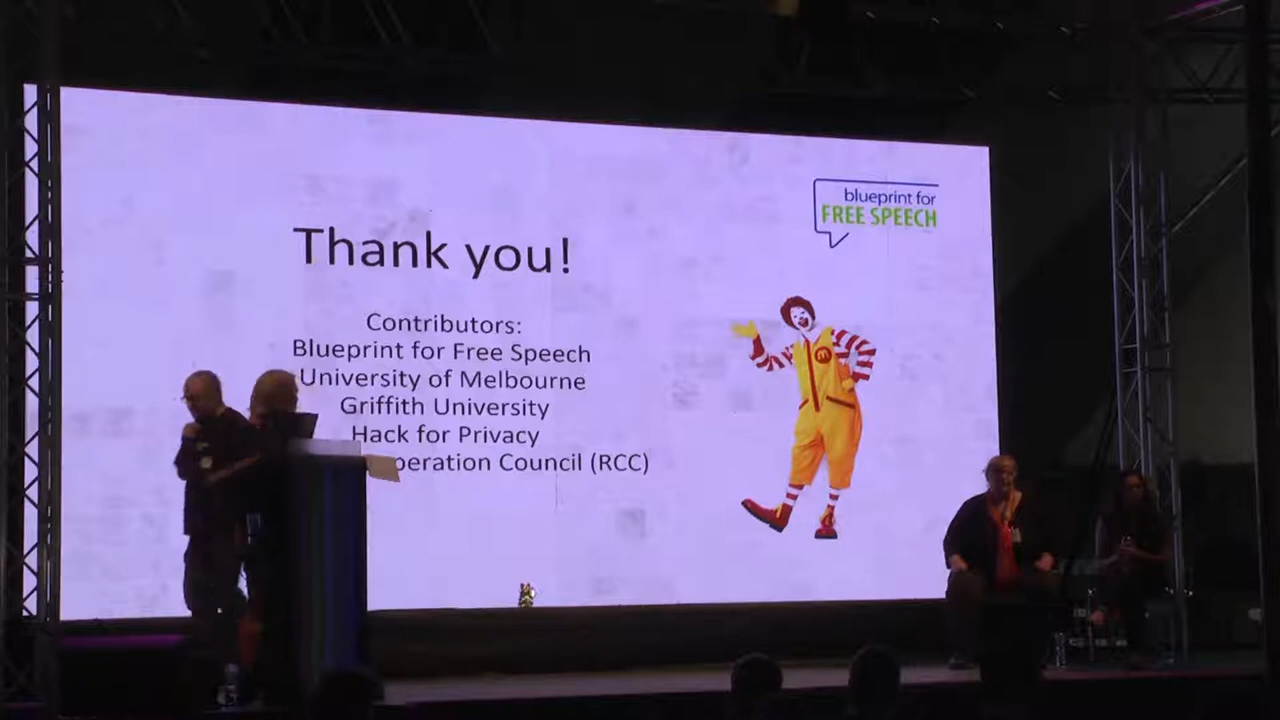 blueprint for
FREE SPEECH
Thank you!
Contributors:
Blueprint for Free Speech
University of Melbourne
Griffith University
Hack for Privacy
peration Council (RCC)